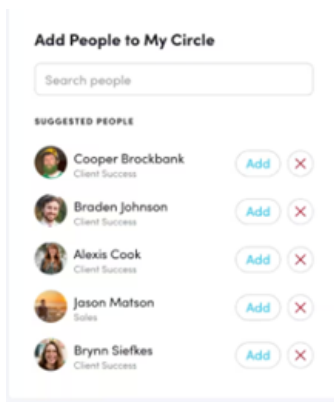 Add People to My Circle
Search people
SUGGESTED PEOPLE
Cooper Brockbank
Client Success
Add
Braden Johnson
Client Success
Add
Alexis Cook
Client Success
Add
Jason Matson
Sales
Add
Brynn Siefkes
Client Success
Add